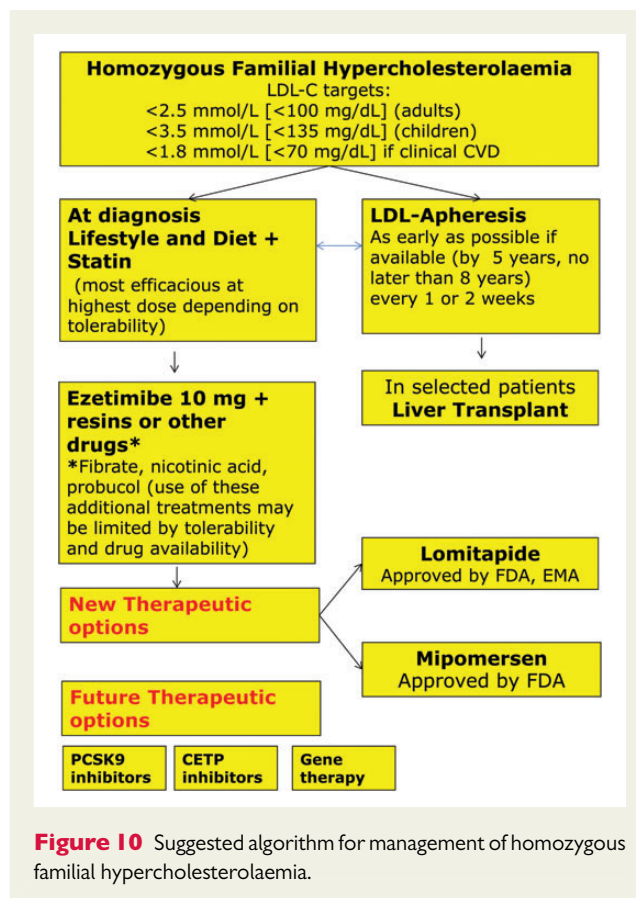 Homozygous Familial Hypercholesterolaemia
LDL-C targets:
<2.5 mmol/L [<100 mg/dL] (adults)
<3.5 mmol/L [<135 mg/dL] (children)
<1.8 mmol/L [<70 mg/dL] if clinical CVD
At diagnosis
Lifestyle and Diet +
Statin
(most efficacious at
highest dose depending on
tolerability)
LDL-Apheresis
As early as possible if
available (by 5 years, no
later than 8 years)
every 1 or 2 weeks
Ezetimibe 10 mg +
resins or other
drugs*
*Fibrate, nicotinic acid,
probucol (use of these
additional treatments may
be limited by tolerability
and drug availability)
In selected patients
Liver Transplant
New Therapeutic
options
Lomitapide
Approved by FDA, EMA
Mipomersen
Approved by FDA
Future Therapeutic
options
PCSK9
inhibitors
CETP
inhibitors
Gene
therapy
Figure 10 Suggested algorithm for management of homozygous
familial hypercholesterolaemia.